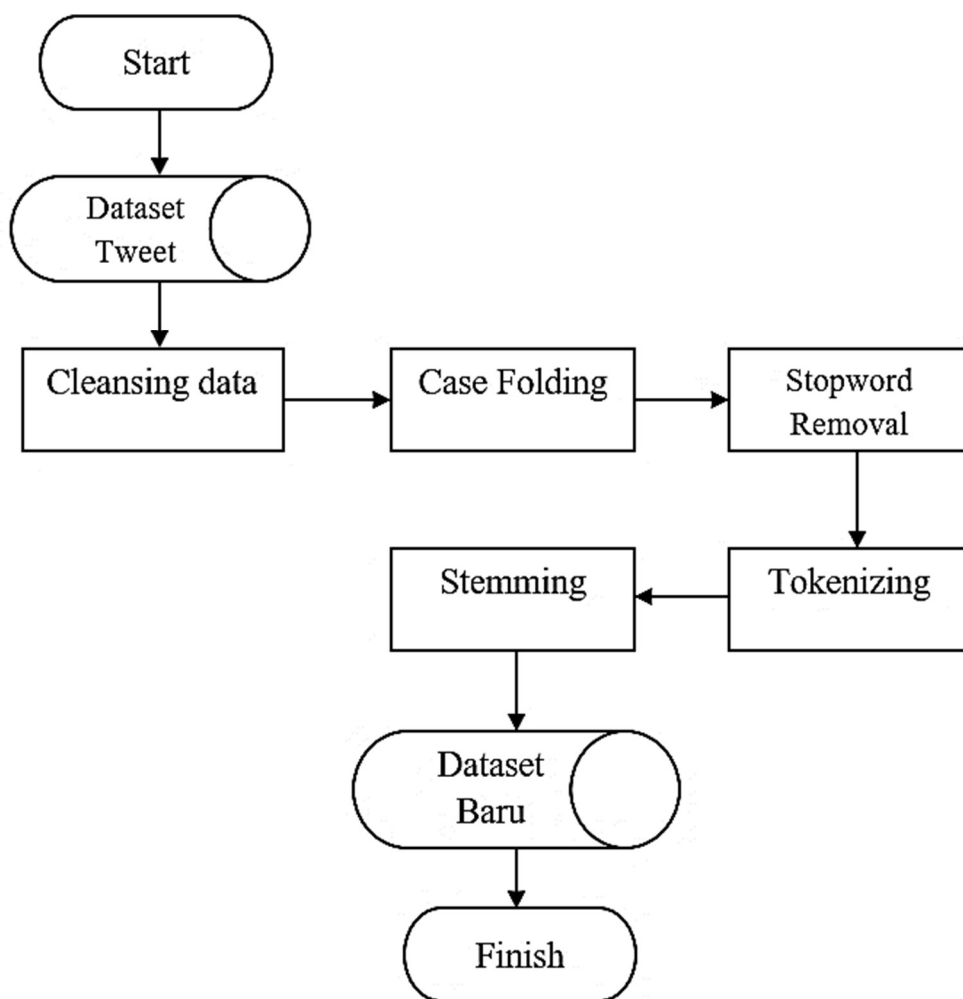 Start
Dataset
Tweet
Cleansing data
Case Folding
Stopword
Removal
Tokenizing
Stemming
Dataset
Baru
Finish